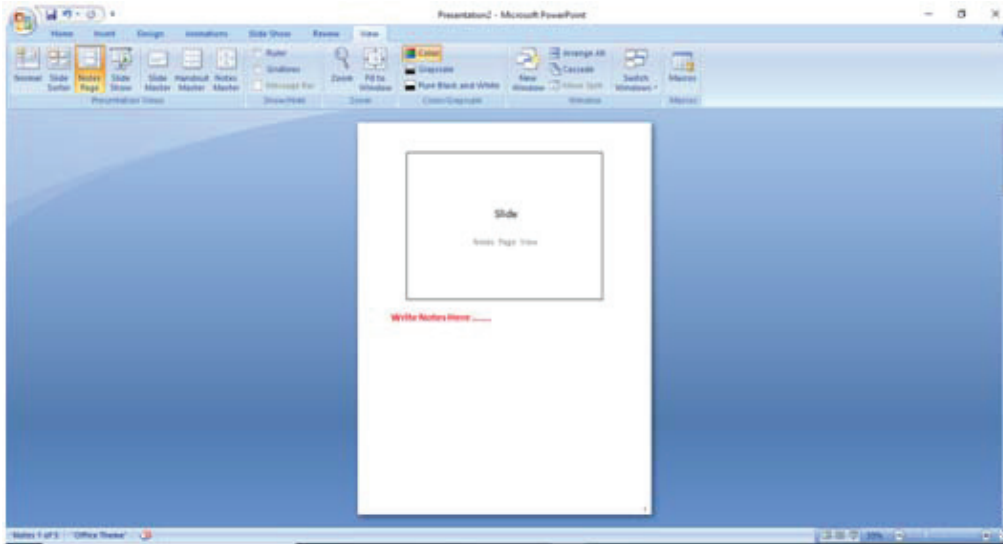 Presentation2 - Microsoft PowerPoint
Home Insert Design Animations Slide Show Review View
Normal Slide Sorter Notes Page Slide Show Slide Master Handout Master Notes Master
Presentation Views
Ruler
Gridlines
Message Bar
Show/Hide
Zoom Fit to Window
Zoom
Color
Grayscale
Pure Black and White
Color/Grayscale
New Window
Arrange All
Cascade
Move Split
Switch Windows
Window
Macros
Macros
Slide
Notes Page View
Write Notes Here
Notes 1 of 5 "Office Theme"